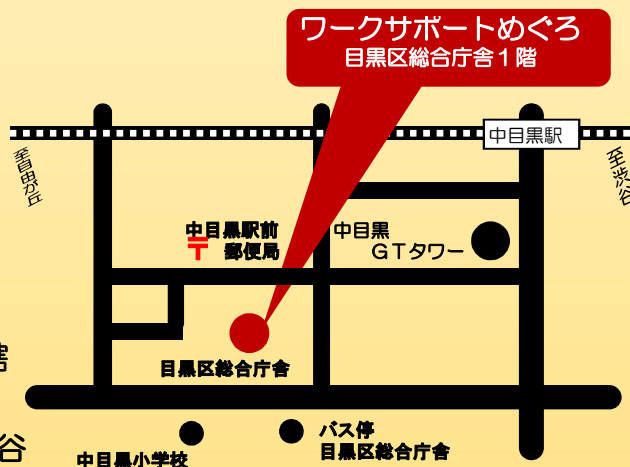 ワークサポートめぐろ
目黒区総合庁舎１階
中目黒駅
至自由が丘
至渋谷
中目黒駅前
〒 郵便局
中目黒
ＧＴタワー
目黒区総合庁舎
バス停
目黒区総合庁舎
中目黒小学校
谷